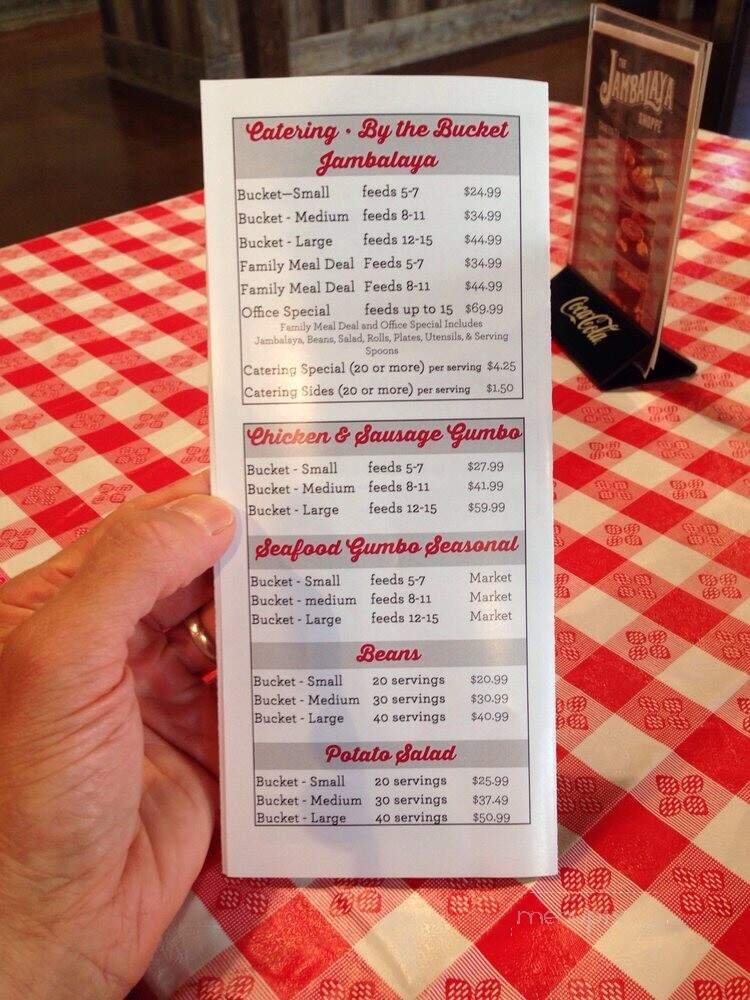 Catering · By the Bucket
Jambalaya
Bucket—Small feeds 5-7 $24.99
Bucket - Medium feeds 8-11 $34.99
Bucket - Large feeds 12-15 $44.99
Family Meal Deal Feeds 5-7 $34.99
Family Meal Deal Feeds 8-11 $44.99
Office Special feeds up to 15 $69.99
Family Meal Deal and Office Special Includes
Jambalaya, Beans, Salad, Rolls, Plates, Utensils, & Serving
Spoons
Catering Special (20 or more) per serving $4.25
Catering Sides (20 or more) per serving $1.50
Chicken & Sausage Gumbo
Bucket - Small feeds 5-7 $27.99
Bucket - Medium feeds 8-11 $41.99
Bucket - Large feeds 12-15 $59.99
Seafood Gumbo Seasonal
Bucket - Small feeds 5-7 Market
Bucket - medium feeds 8-11 Market
Bucket - Large feeds 12-15 Market
Beans
Bucket - Small 20 servings $20.99
Bucket - Medium 30 servings $30.99
Bucket - Large 40 servings $40.99
Potato Salad
Bucket - Small 20 servings $25.99
Bucket - Medium 30 servings $37.49
Bucket - Large 40 servings $50.99
THE
JAMBALAYA
SHOPPE
Coca-Cola